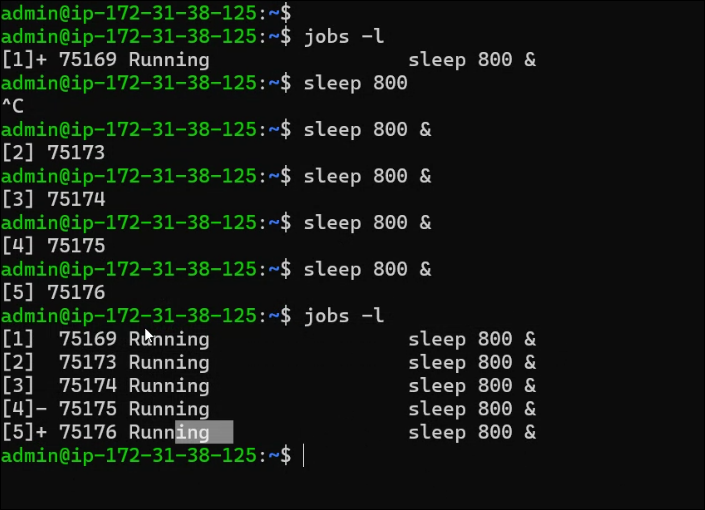 admin@ip-172-31-38-125:~$
admin@ip-172-31-38-125:~$ jobs -l
[1]+ 75169 Running                 sleep 800 &
admin@ip-172-31-38-125:~$ sleep 800
^C
admin@ip-172-31-38-125:~$ sleep 800 &
[2] 75173
admin@ip-172-31-38-125:~$ sleep 800 &
[3] 75174
admin@ip-172-31-38-125:~$ sleep 800 &
[4] 75175
admin@ip-172-31-38-125:~$ sleep 800 &
[5] 75176
admin@ip-172-31-38-125:~$ jobs -l
[1]  75169 Running                 sleep 800 &
[2]  75173 Running                 sleep 800 &
[3]  75174 Running                 sleep 800 &
[4]- 75175 Running                 sleep 800 &
[5]+ 75176 Running                 sleep 800 &
admin@ip-172-31-38-125:~$